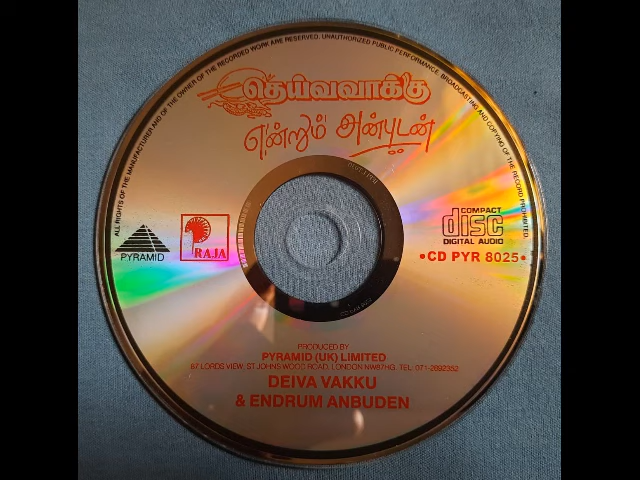 ALL RIGHTS OF THE MANUFACTURER AND OF THE OWNER OF THE RECORDED WORK ARE RESERVED. UNAUTHORIZED PUBLIC PERFORMANCE, BROADCASTING AND COPYING OF THE RECORD PROHIBITED.
தெய்வவாக்கு
என்றும் அன்புடன்
PYRAMID
RAJA
COMPACT
disc
DIGITAL AUDIO
•CD PYR 8025•
PRODUCED BY
PYRAMID (UK) LIMITED
67 LORDS VIEW, ST JOHNS WOOD ROAD, LONDON NW87HG. TEL: 071-2892352
DEIVA VAKKU
& ENDRUM ANBUDEN